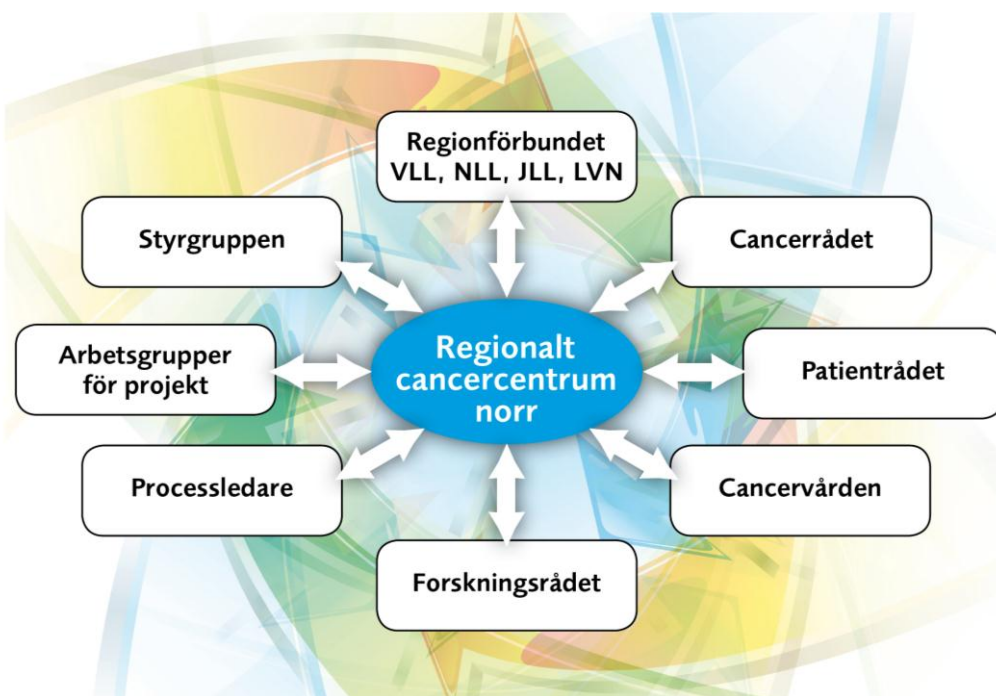 Regionförbundet
VLL, NLL, JLL, LVN
Styrgruppen
Cancerrådet
Arbetsgrupper
för projekt
Regionalt
cancercentrum
norr
Patientrådet
Processledare
Cancervården
Forskningsrådet